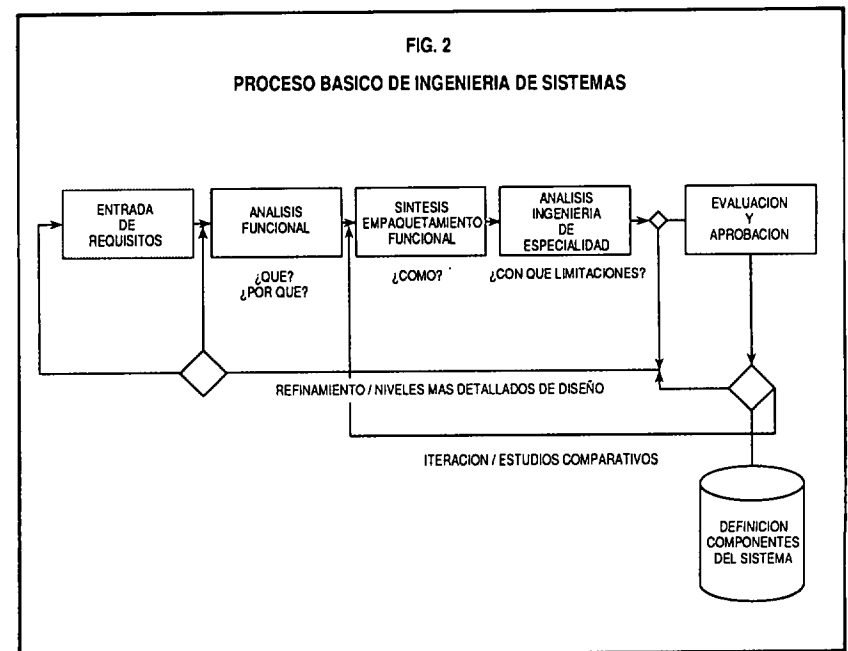 FIG. 2
PROCESO BASICO DE INGENIERIA DE SISTEMAS
ENTRADA
DE
REQUISITOS
ANALISIS
FUNCIONAL
SINTESIS
EMPAQUETAMIENTO
FUNCIONAL
ANALISIS
INGENIERIA
DE
ESPECIALIDAD
EVALUACION
Y
APROBACION
¿QUE?
¿POR QUE?
¿COMO?
¿CON QUE LIMITACIONES?
REFINAMIENTO / NIVELES MAS DETALLADOS DE DISEÑO
ITERACION / ESTUDIOS COMPARATIVOS
DEFINICION
COMPONENTES
DEL SISTEMA